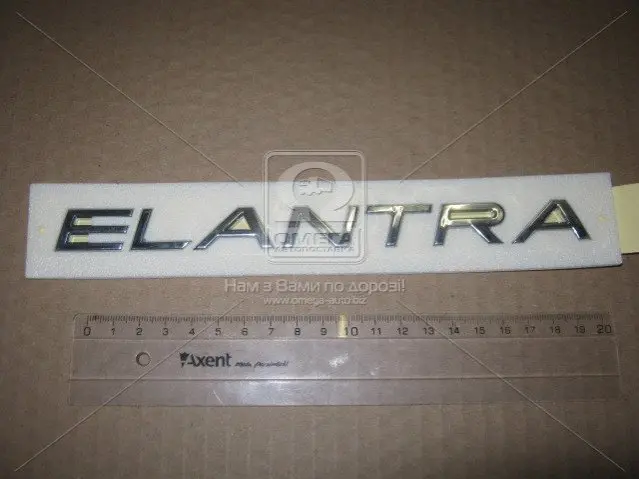 ELANTRA
OMEGA
АВТОПОСТАВКА
Нам з Вами по дорозі!
www.omega-auto.biz
0 1 2 3 4 5 6 7 8 9 10 11 12 13 14 15 16 17 18 19 20
Axent